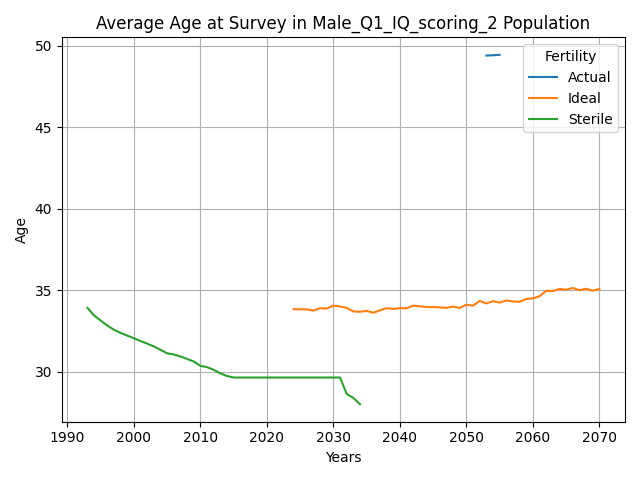 Average Age at Survey in Male_Q1_IQ_scoring_2 Population
Age
50
45
40
35
30
Fertility
Actual
Ideal
Sterile
1990 2000 2010 2020 2030 2040 2050 2060 2070
Years